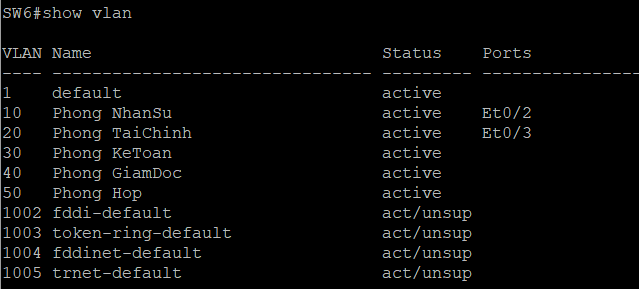 SW6#show vlan
VLAN Name                             Status    Ports
---- -------------------------------- --------- ----------------
1    default                          active
10   Phong NhanSu                     active    Et0/2
20   Phong TaiChinh                   active    Et0/3
30   Phong KeToan                     active
40   Phong GiamDoc                    active
50   Phong Hop                        active
1002 fddi-default                     act/unsup
1003 token-ring-default               act/unsup
1004 fddinet-default                  act/unsup
1005 trnet-default                    act/unsup